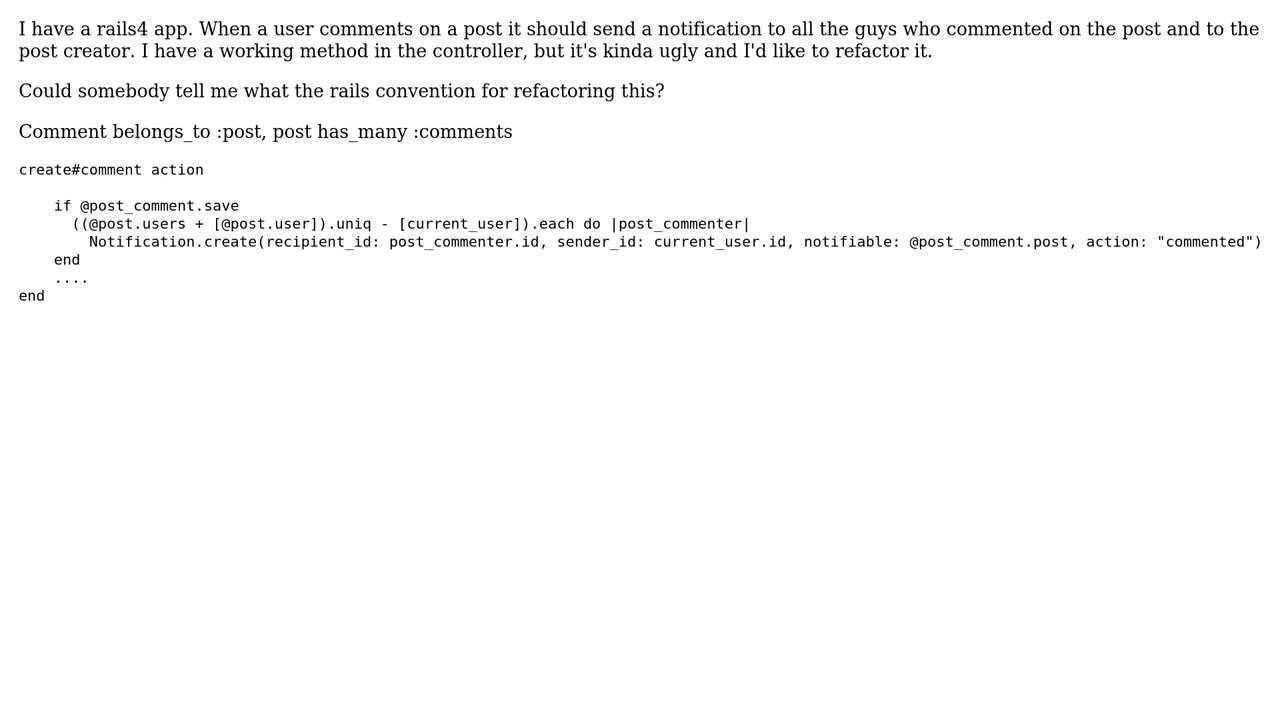 I have a rails4 app. When a user comments on a post it should send a notification to all the guys who commented on the post and to the
post creator. I have a working method in the controller, but it's kinda ugly and I'd like to refactor it.
Could somebody tell me what the rails convention for refactoring this?
Comment belongs_to :post, post has_many :comments
create#comment action
    if @post_comment.save
      ((@post.users + [@post.user]).uniq - [current_user]).each do |post_commenter|
        Notification.create(recipient_id: post_commenter.id, sender_id: current_user.id, notifiable: @post_comment.post, action: "commented")
    end
    ....
end